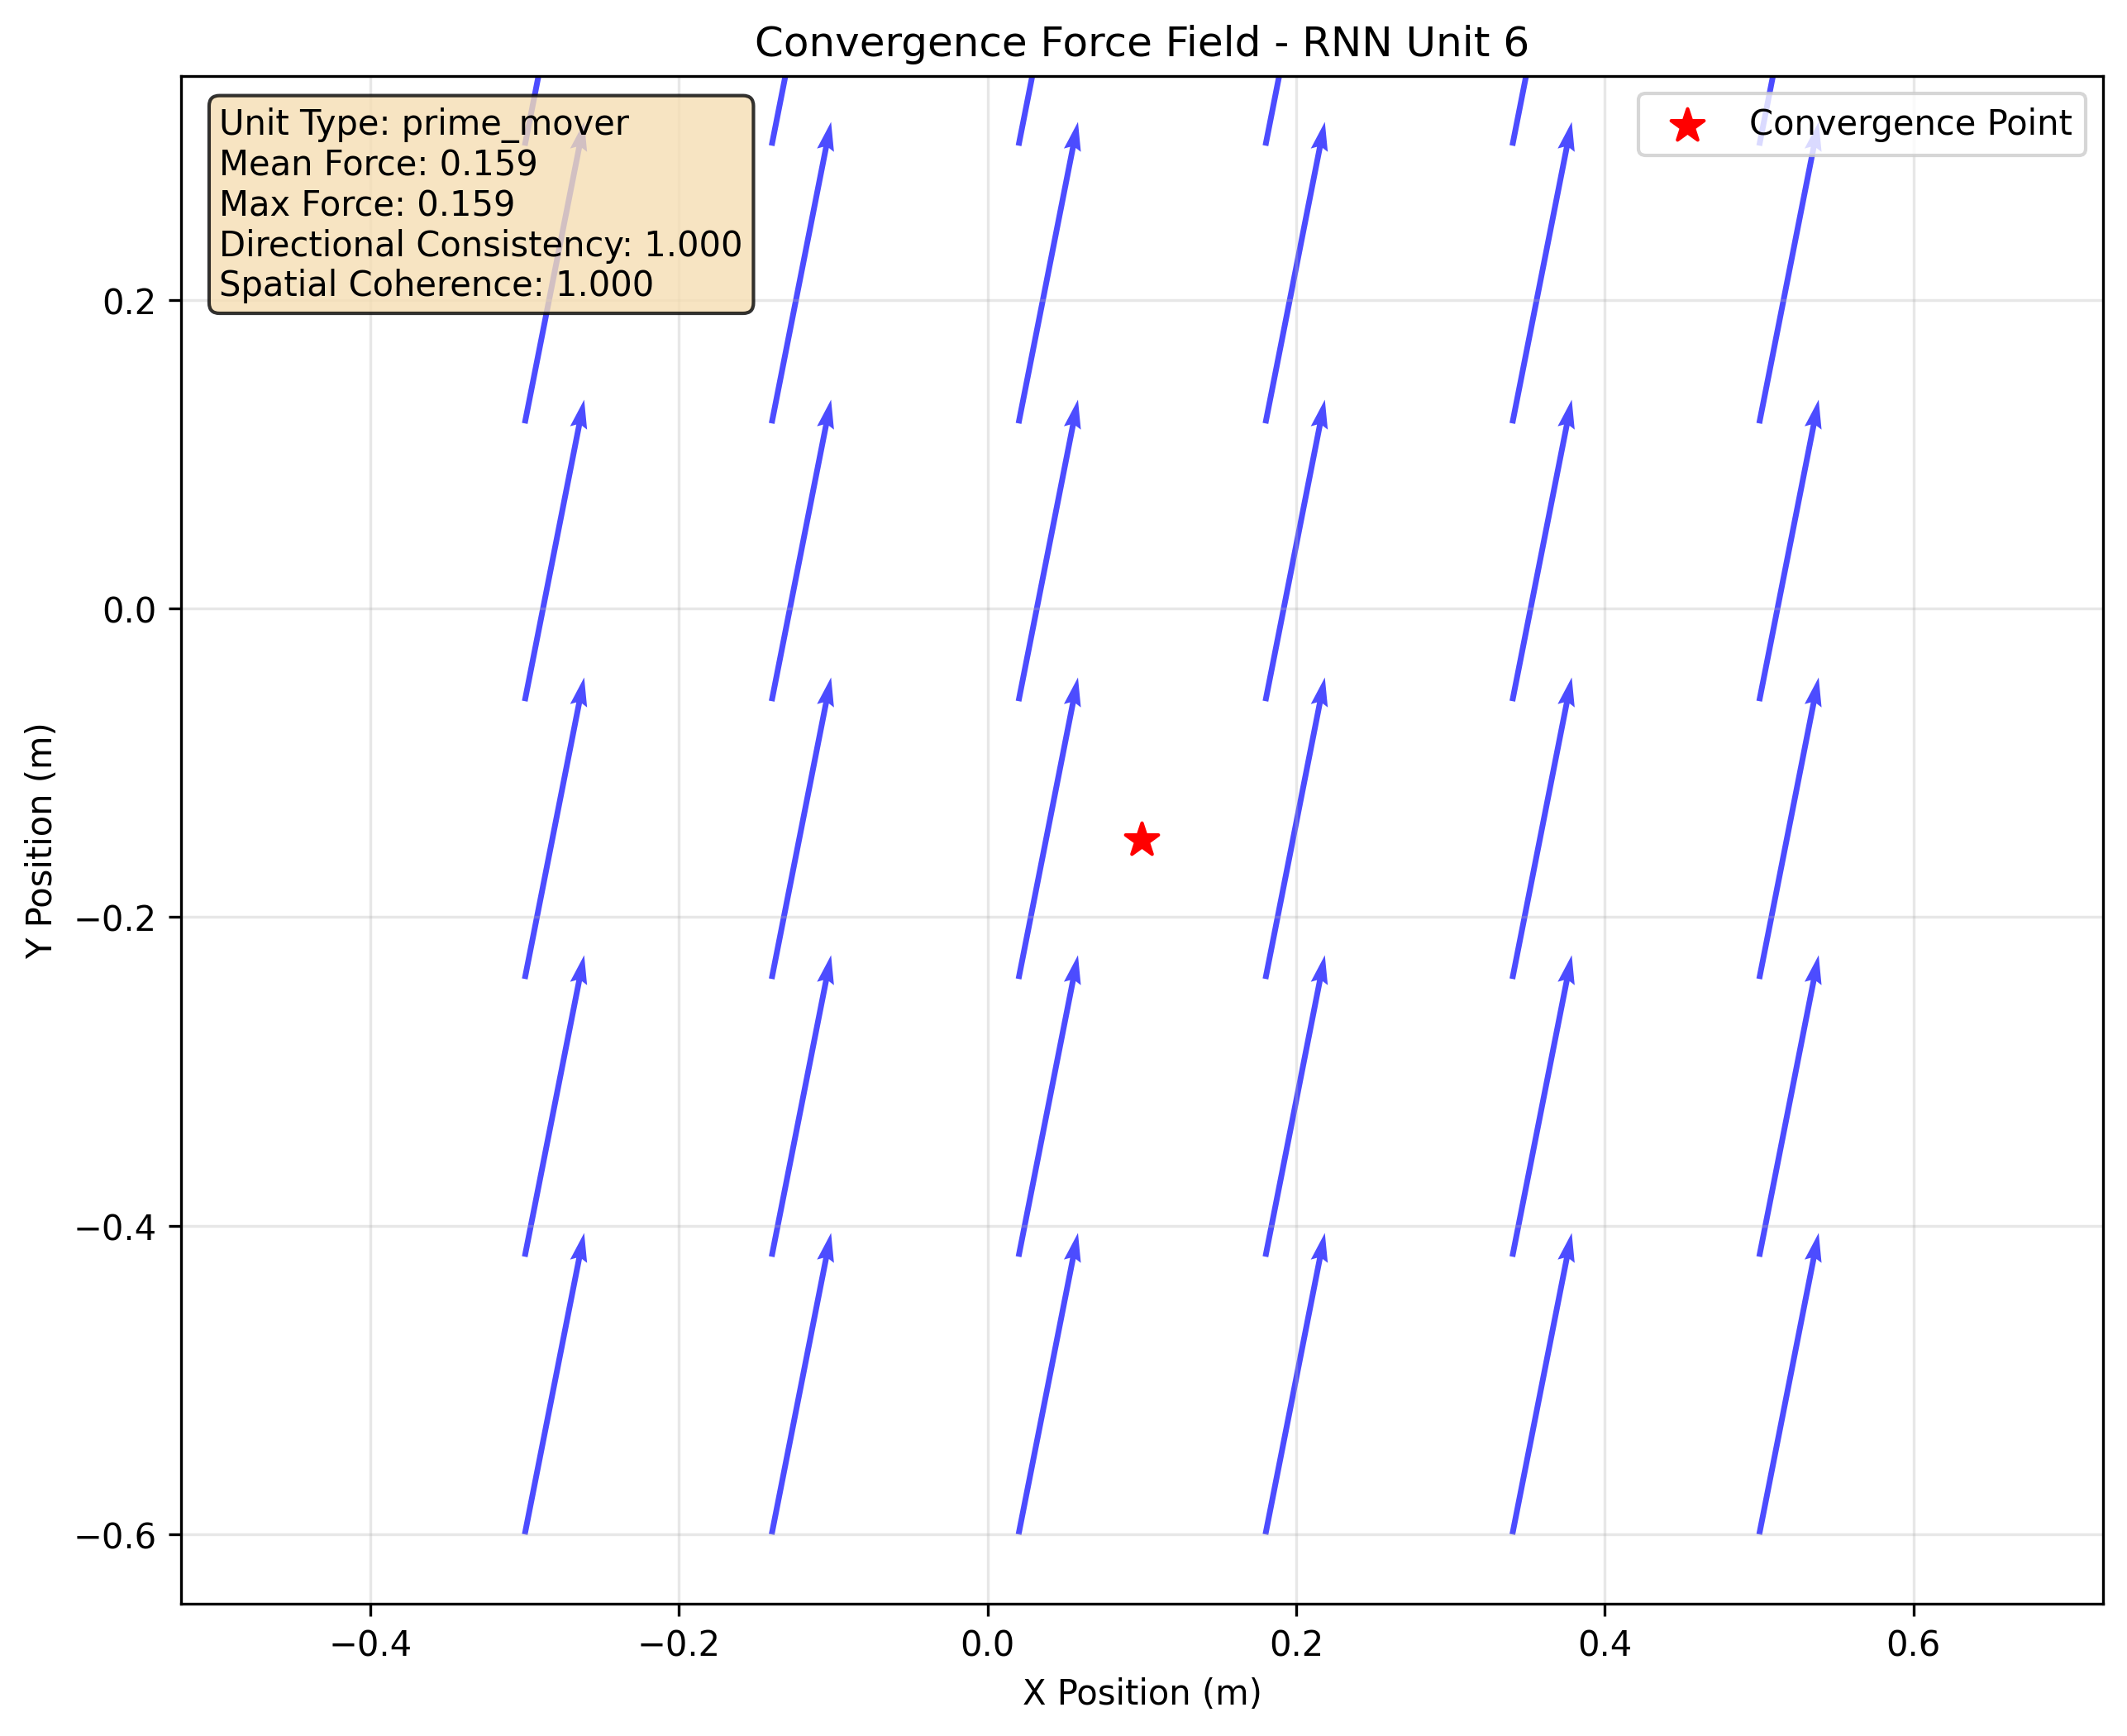 Convergence Force Field - RNN Unit 6
Unit Type: prime_mover
Mean Force: 0.159
Max Force: 0.159
Directional Consistency: 1.000
Spatial Coherence: 1.000
Convergence Point
0.2
0.0
−0.2
−0.4
−0.6
Y Position (m)
−0.4
−0.2
0.0
0.2
0.4
0.6
X Position (m)